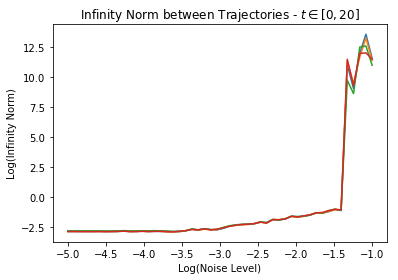 Infinity Norm between Trajectories - t ∈ [0, 20]
12.5
10.0
7.5
5.0
2.5
0.0
−2.5
Log(Infinity Norm)
−5.0 −4.5 −4.0 −3.5 −3.0 −2.5 −2.0 −1.5 −1.0
Log(Noise Level)